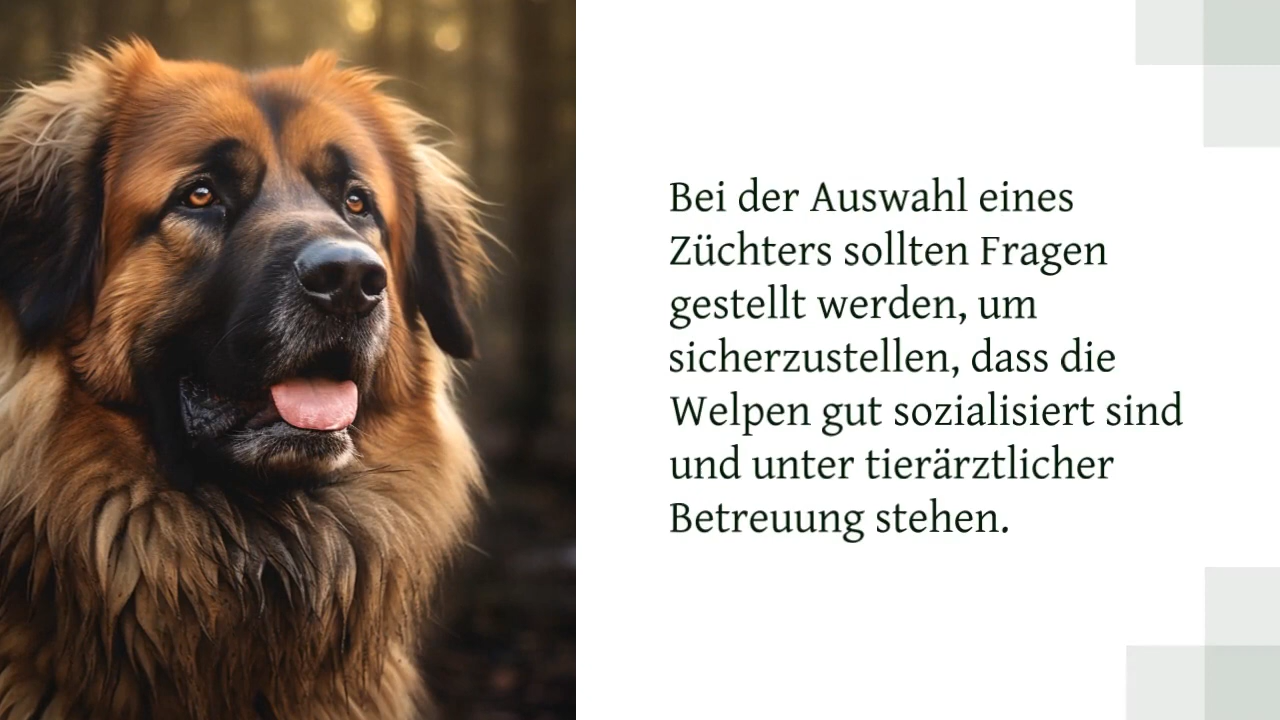 Bei der Auswahl eines
Züchters sollten Fragen
gestellt werden, um
sicherzustellen, dass die
Welpen gut sozialisiert sind
und unter tierärztlicher
Betreuung stehen.